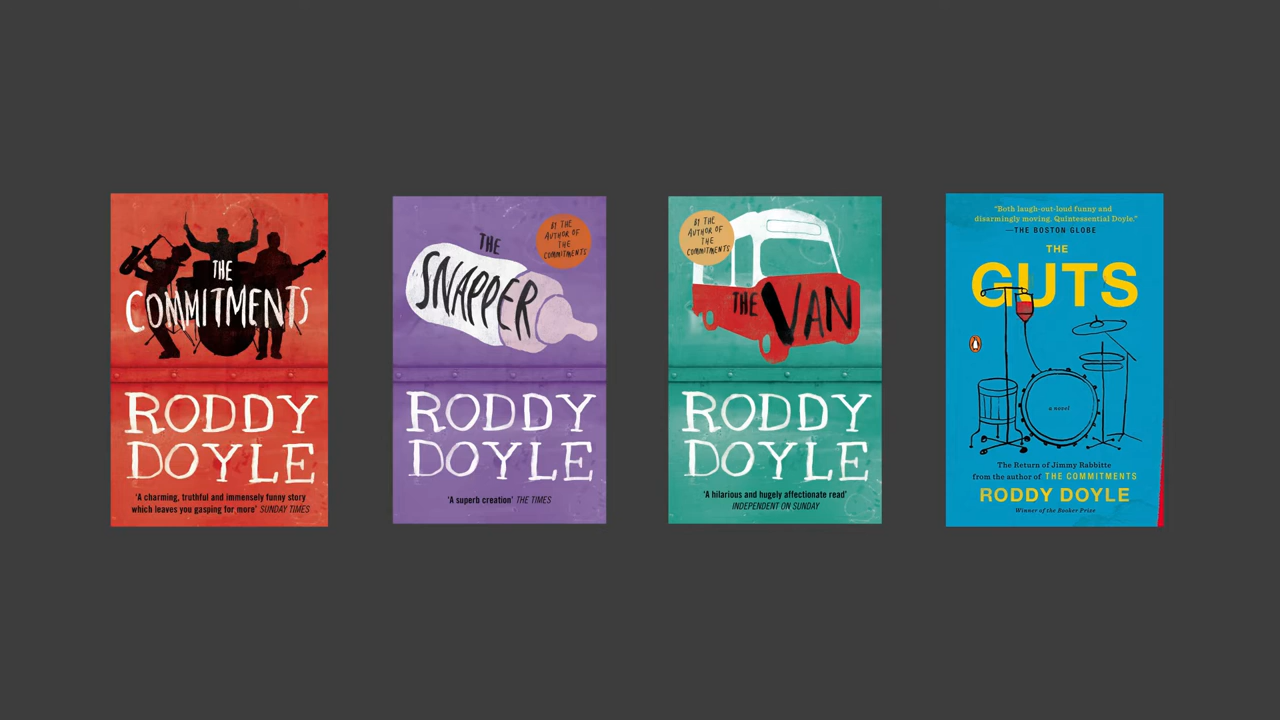 THE
COMMITMENTS
RODDY
DOYLE
'A charming, truthful and immensely funny story
which leaves you gasping for more' SUNDAY TIMES
THE
SNAPPER
BY THE
AUTHOR OF
THE
COMMITMENTS
RODDY
DOYLE
'A superb creation' THE TIMES
BY THE
AUTHOR OF
THE
COMMITMENTS
THE VAN
RODDY
DOYLE
'A hilarious and hugely affectionate read'
INDEPENDENT ON SUNDAY
"Both laugh-out-loud funny and
disarmingly moving. Quintessential Doyle."
—THE BOSTON GLOBE
THE
GUTS
a novel
The Return of Jimmy Rabbitte
from the author of THE COMMITMENTS
RODDY DOYLE
Winner of the Booker Prize